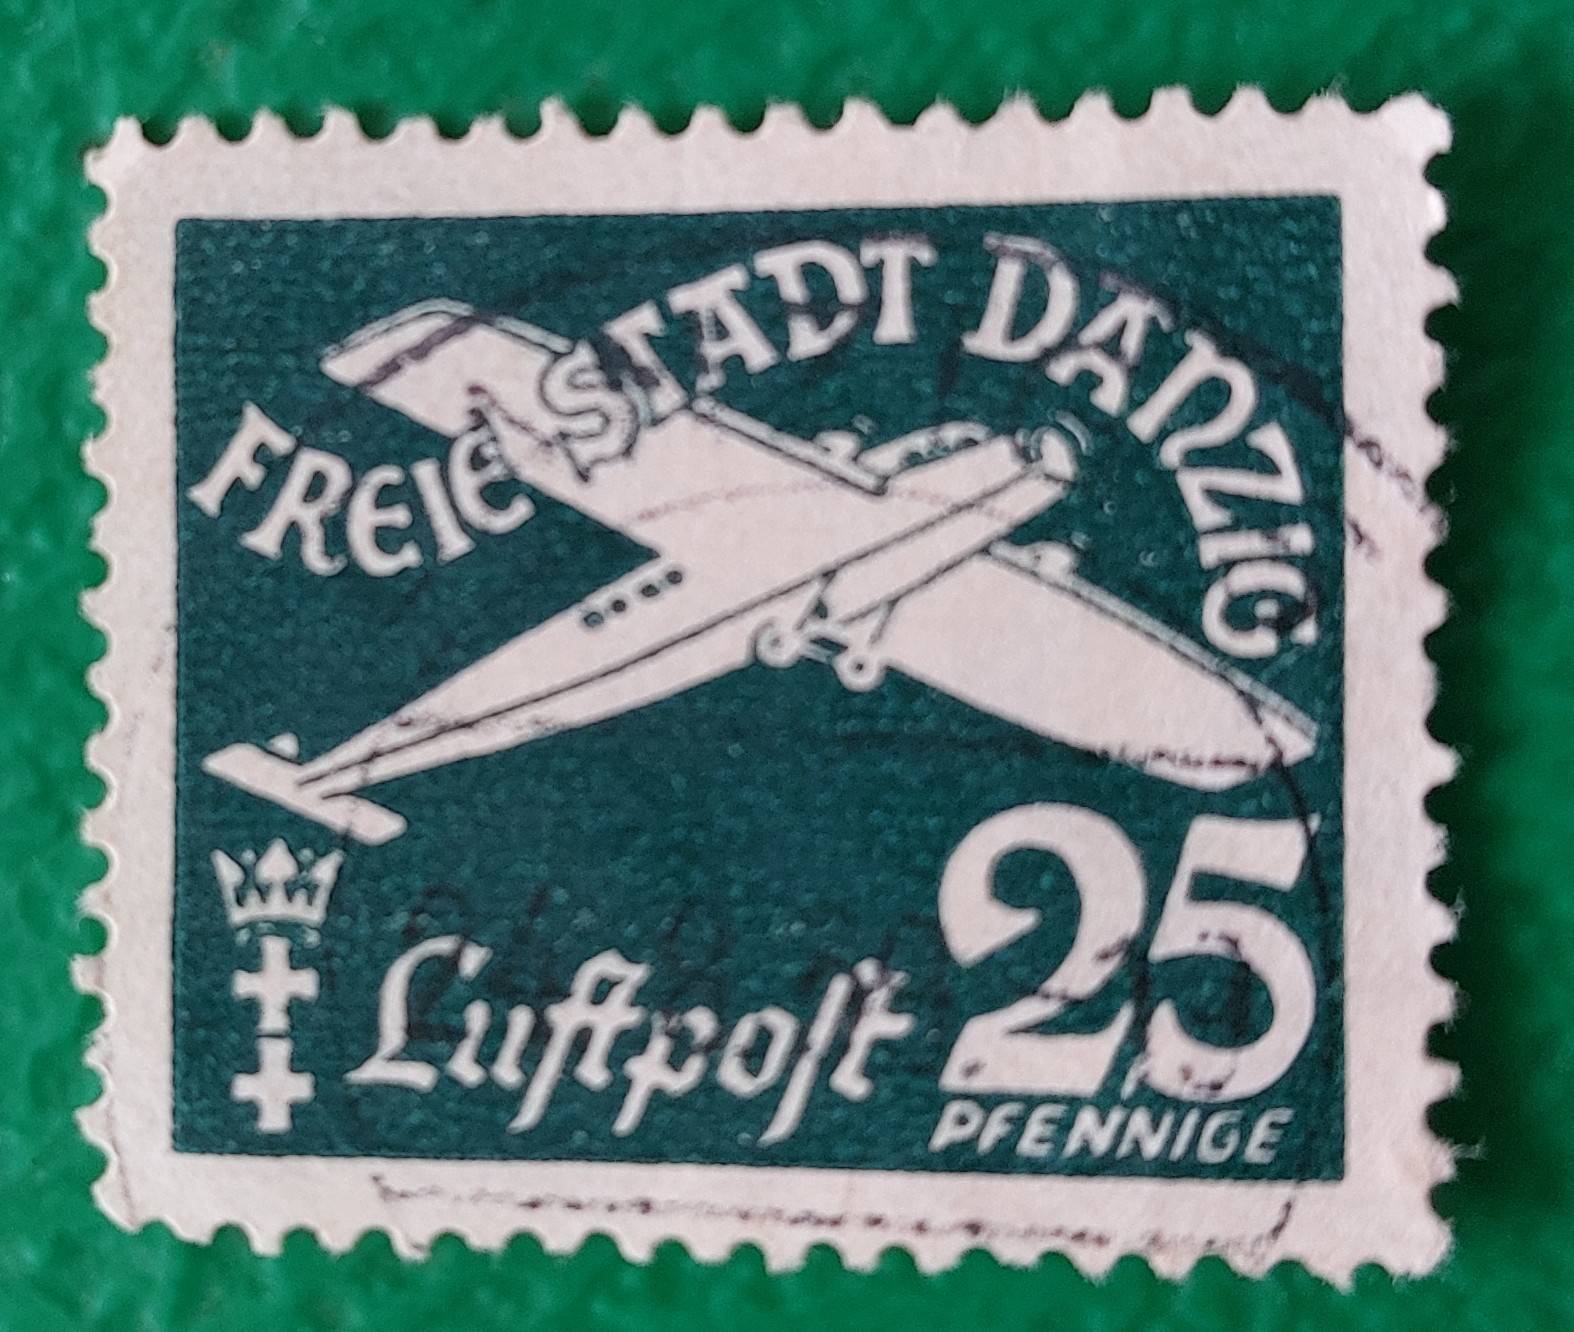 FREIE STADT DANZIG
Luftpost
25
PFENNIGE